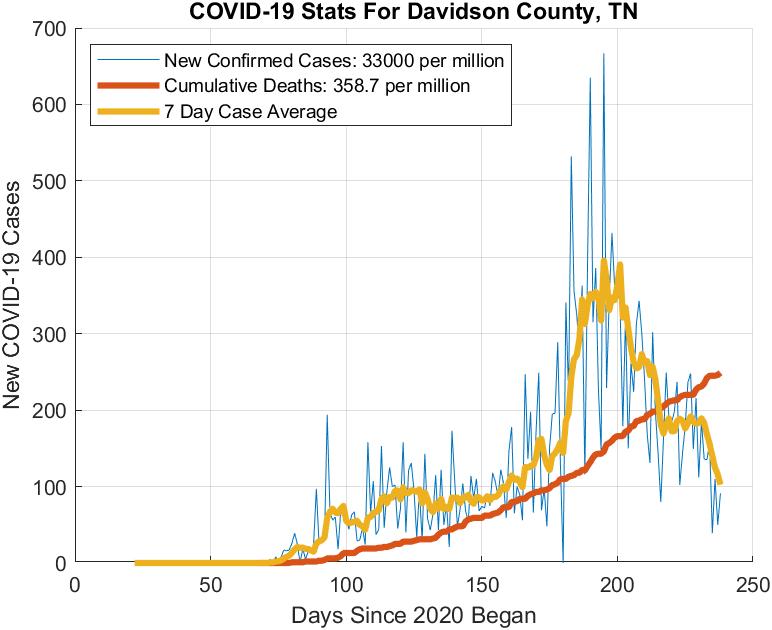 COVID-19 Stats For Davidson County, TN
New Confirmed Cases: 33000 per million
Cumulative Deaths: 358.7 per million
7 Day Case Average
New COVID-19 Cases
700
600
500
400
300
200
100
0
0 50 100 150 200 250
Days Since 2020 Began